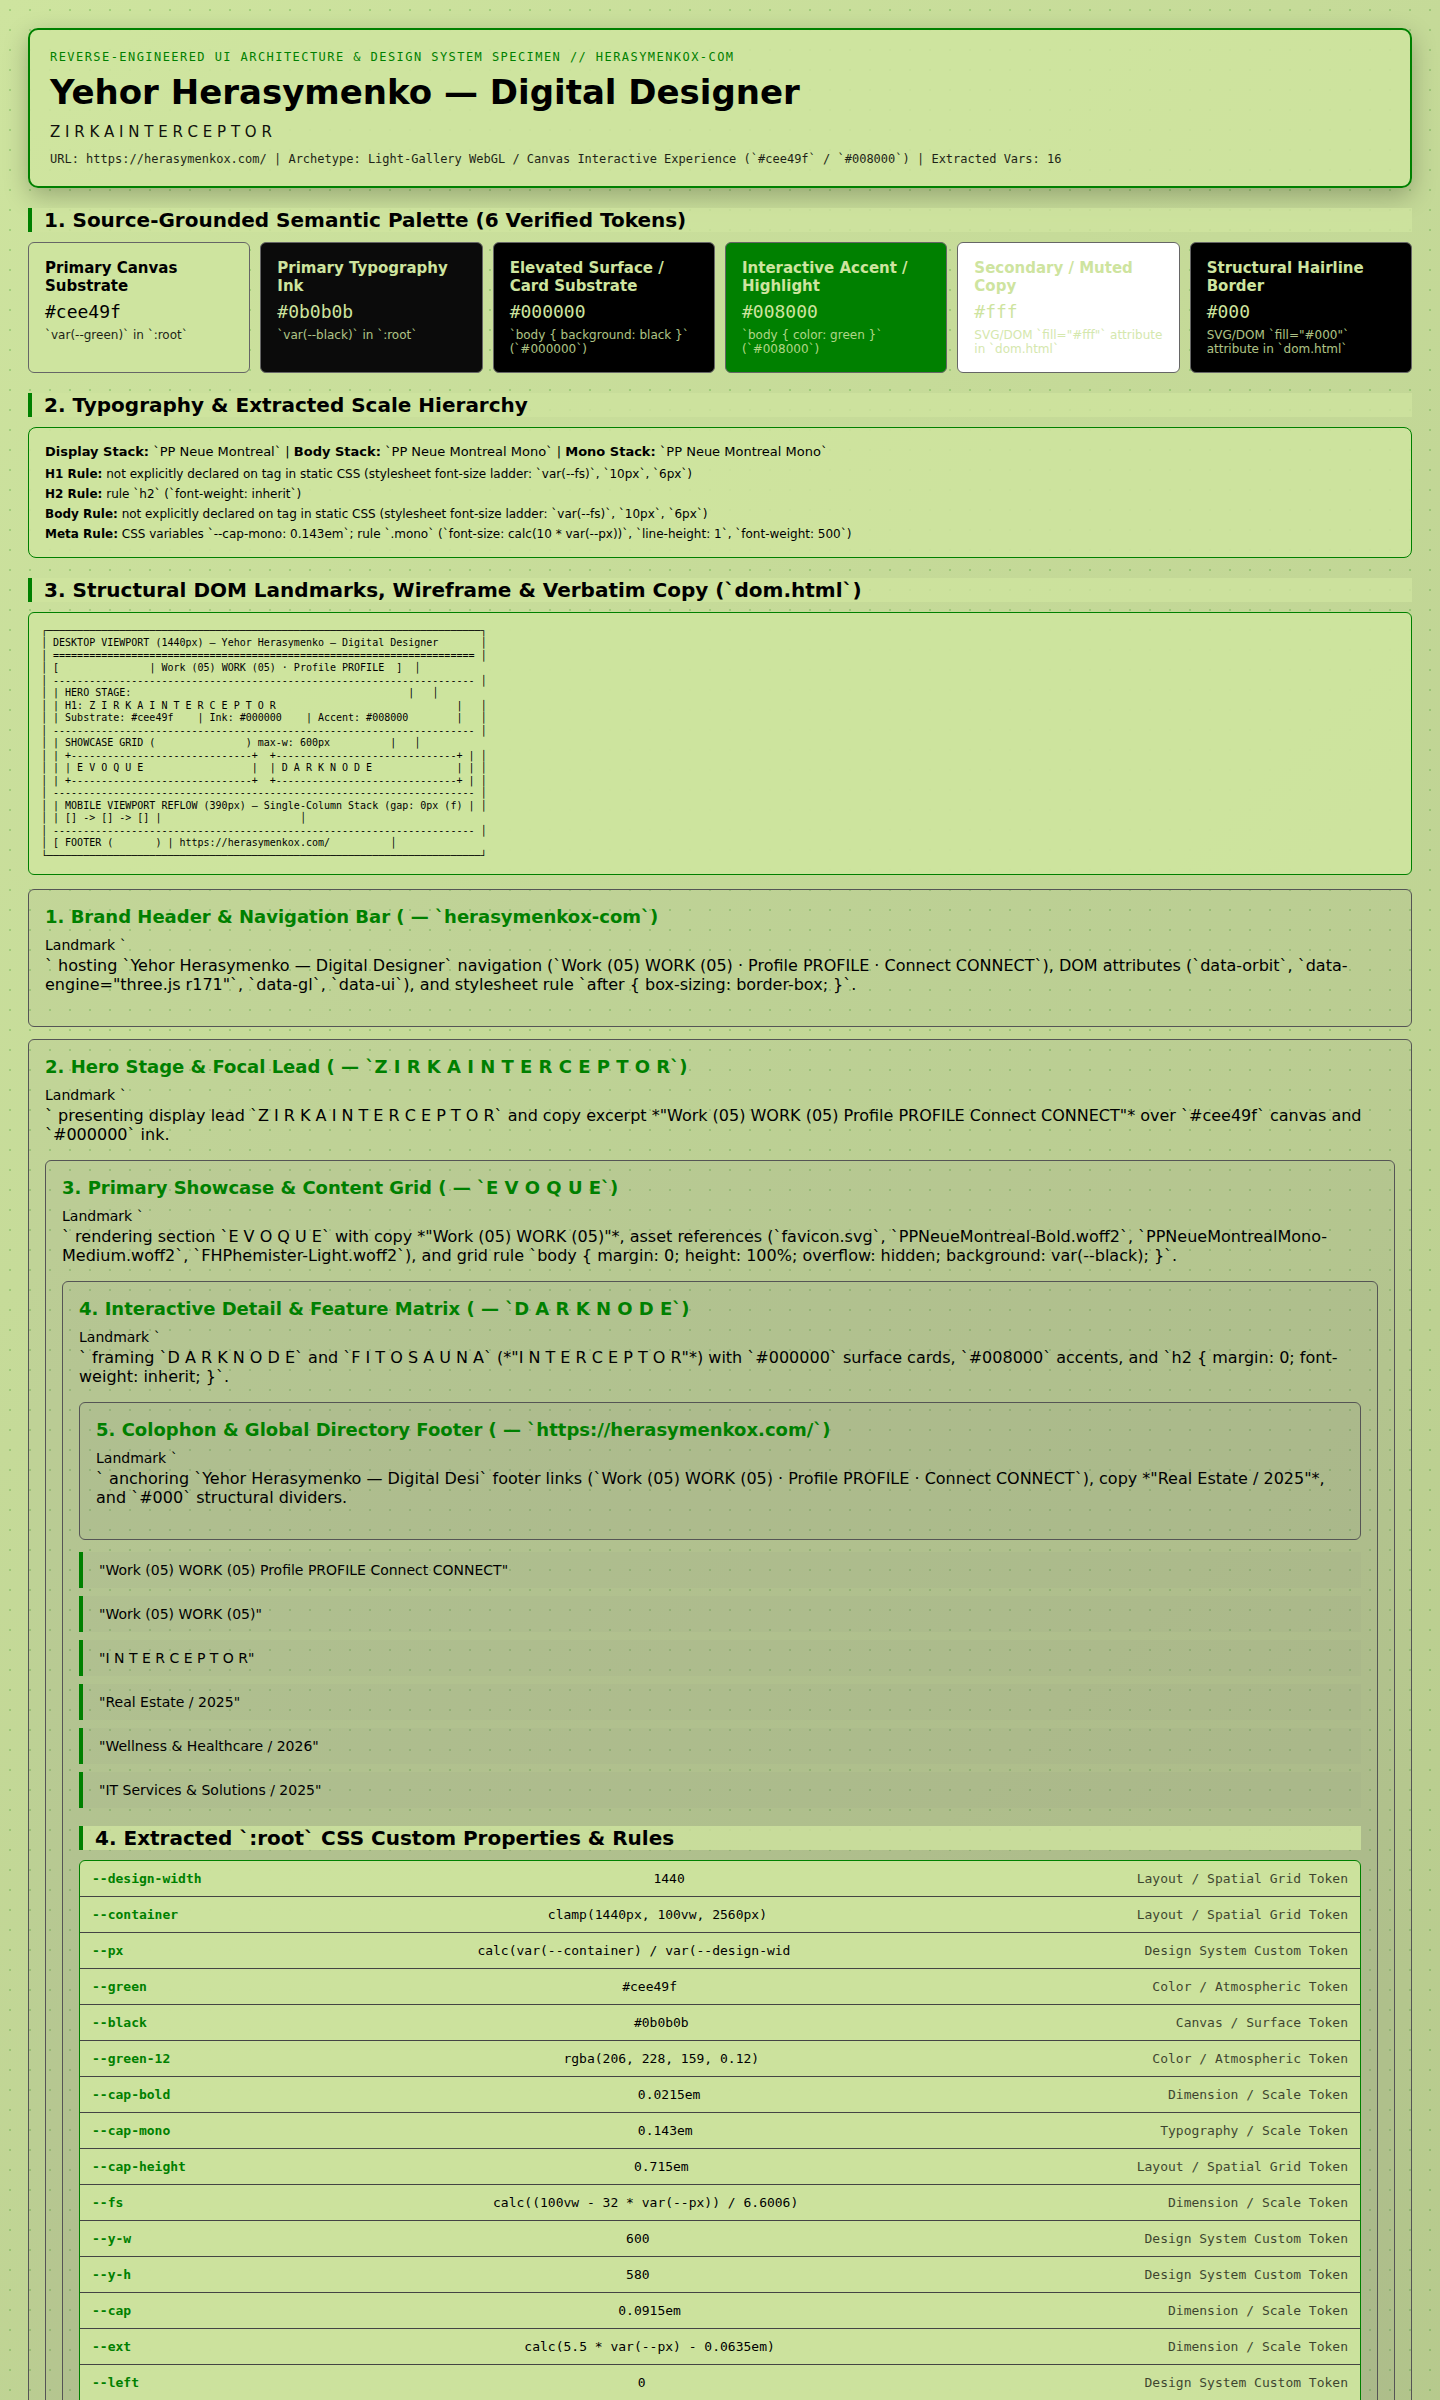 REVERSE-ENGINEERED UI ARCHITECTURE & DESIGN SYSTEM SPECIMEN // HERASYMENKOX-COM
Yehor Herasymenko — Digital Designer
Z I R K A I N T E R C E P T O R
URL: https://herasymenkox.com/ | Archetype: Light-Gallery WebGL / Canvas Interactive Experience (`#cee49f` / `#008000`) | Extracted Vars: 16
1. Source-Grounded Semantic Palette (6 Verified Tokens)
Primary Canvas
Substrate
#cee49f
`var(--green)` in `:root`
Primary Typography
Ink
#0b0b0b
`var(--black)` in `:root`
Elevated Surface /
Card Substrate
#000000
`body { background: black }`
(`#000000`)
Interactive Accent /
Highlight
#008000
`body { color: green }`
(`#008000`)
Secondary / Muted
Copy
#fff
SVG/DOM `fill="#fff"` attribute
in `dom.html`
Structural Hairline
Border
#000
SVG/DOM `fill="#000"`
attribute in `dom.html`
2. Typography & Extracted Scale Hierarchy
Display Stack: `PP Neue Montreal` | Body Stack: `PP Neue Montreal Mono` | Mono Stack: `PP Neue Montreal Mono`
H1 Rule: not explicitly declared on tag in static CSS (stylesheet font-size ladder: `var(--fs)`, `10px`, `6px`)
H2 Rule: rule `h2` (`font-weight: inherit`)
Body Rule: not explicitly declared on tag in static CSS (stylesheet font-size ladder: `var(--fs)`, `10px`, `6px`)
Meta Rule: CSS variables `--cap-mono: 0.143em`; rule `.mono` (`font-size: calc(10 * var(--px))`, `line-height: 1`, `font-weight: 500`)
3. Structural DOM Landmarks, Wireframe & Verbatim Copy (`dom.html`)
DESKTOP VIEWPORT (1440px) — Yehor Herasymenko — Digital Designer
======================================================================
[ | Work (05) WORK (05) · Profile PROFILE ] |
----------------------------------------------------------------------
| HERO STAGE: |
| H1: Z I R K A I N T E R C E P T O R |
| Substrate: #cee49f | Ink: #000000 | Accent: #008000 |
----------------------------------------------------------------------
| SHOWCASE GRID ( ) max-w: 600px |
| +------------------------------+ +------------------------------+ |
| | E V O Q U E | | D A R K N O D E | |
| +------------------------------+ +------------------------------+ |
----------------------------------------------------------------------
| MOBILE VIEWPORT REFLOW (390px) — Single-Column Stack (gap: 0px (f) |
| [] -> [] -> [] |
----------------------------------------------------------------------
[ FOOTER ( ) | https://herasymenkox.com/
1. Brand Header & Navigation Bar ( — `herasymenkox-com`)
Landmark `
` hosting `Yehor Herasymenko — Digital Designer` navigation (`Work (05) WORK (05) · Profile PROFILE · Connect CONNECT`), DOM attributes (`data-orbit`, `data-
engine="three.js r171"`, `data-gl`, `data-ui`), and stylesheet rule `after { box-sizing: border-box; }`.
2. Hero Stage & Focal Lead ( — `Z I R K A I N T E R C E P T O R`)
Landmark `
` presenting display lead `Z I R K A I N T E R C E P T O R` and copy excerpt *"Work (05) WORK (05) Profile PROFILE Connect CONNECT"* over `#cee49f` canvas and
`#000000` ink.
3. Primary Showcase & Content Grid ( — `E V O Q U E`)
Landmark `
` rendering section `E V O Q U E` with copy *"Work (05) WORK (05)"*, asset references (`favicon.svg`, `PPNeueMontreal-Bold.woff2`, `PPNeueMontrealMono-
Medium.woff2`, `FHPhemister-Light.woff2`), and grid rule `body { margin: 0; height: 100%; overflow: hidden; background: var(--black); }`.
4. Interactive Detail & Feature Matrix ( — `D A R K N O D E`)
Landmark `
` framing `D A R K N O D E` and `F I T O S A U N A` (*"I N T E R C E P T O R"*) with `#000000` surface cards, `#008000` accents, and `h2 { margin: 0; font-
weight: inherit; }`.
5. Colophon & Global Directory Footer ( — `https://herasymenkox.com/`)
Landmark `
` anchoring `Yehor Herasymenko — Digital Desi` footer links (`Work (05) WORK (05) · Profile PROFILE · Connect CONNECT`), copy *"Real Estate / 2025"*,
and `#000` structural dividers.
"Work (05) WORK (05) Profile PROFILE Connect CONNECT"
"Work (05) WORK (05)"
"I N T E R C E P T O R"
"Real Estate / 2025"
"Wellness & Healthcare / 2026"
"IT Services & Solutions / 2025"
4. Extracted `:root` CSS Custom Properties & Rules
--design-width 1440 Layout / Spatial Grid Token
--container clamp(1440px, 100vw, 2560px) Layout / Spatial Grid Token
--px calc(var(--container) / var(--design-wid Design System Custom Token
--green #cee49f Color / Atmospheric Token
--black #0b0b0b Canvas / Surface Token
--green-12 rgba(206, 228, 159, 0.12) Color / Atmospheric Token
--cap-bold 0.0215em Dimension / Scale Token
--cap-mono 0.143em Typography / Scale Token
--cap-height 0.715em Layout / Spatial Grid Token
--fs calc((100vw - 32 * var(--px)) / 6.6006) Dimension / Scale Token
--y-w 600 Design System Custom Token
--y-h 580 Design System Custom Token
--cap 0.0915em Dimension / Scale Token
--ext calc(5.5 * var(--px) - 0.0635em) Dimension / Scale Token
--left 0 Design System Custom Token